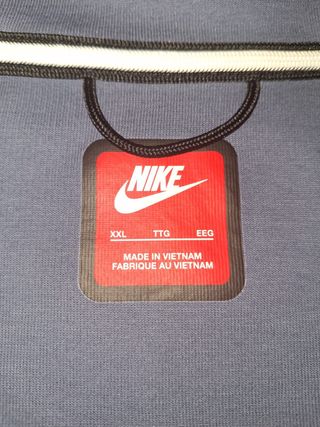 NIKE
XXL TTG EEG
MADE IN VIETNAM
FABRIQUE AU VIETNAM